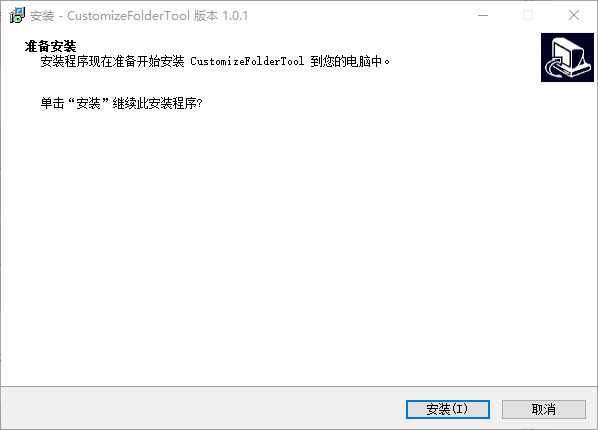 安装 - CustomizeFolderTool 版本 1.0.1
准备安装
安装程序现在准备开始安装 CustomizeFolderTool 到您的电脑中。
单击“安装”继续此安装程序?
安装(I)
取消